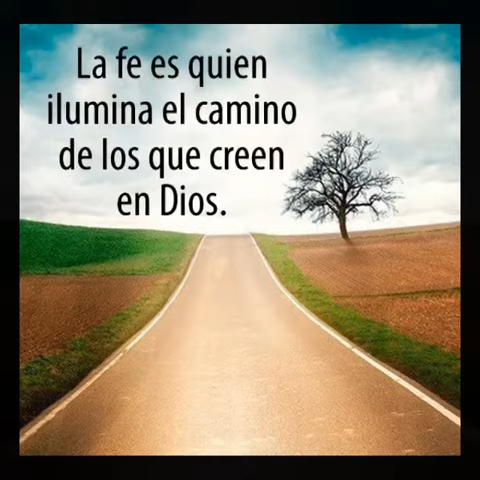 La fe es quien
ilumina el camino
de los que creen
en Dios.